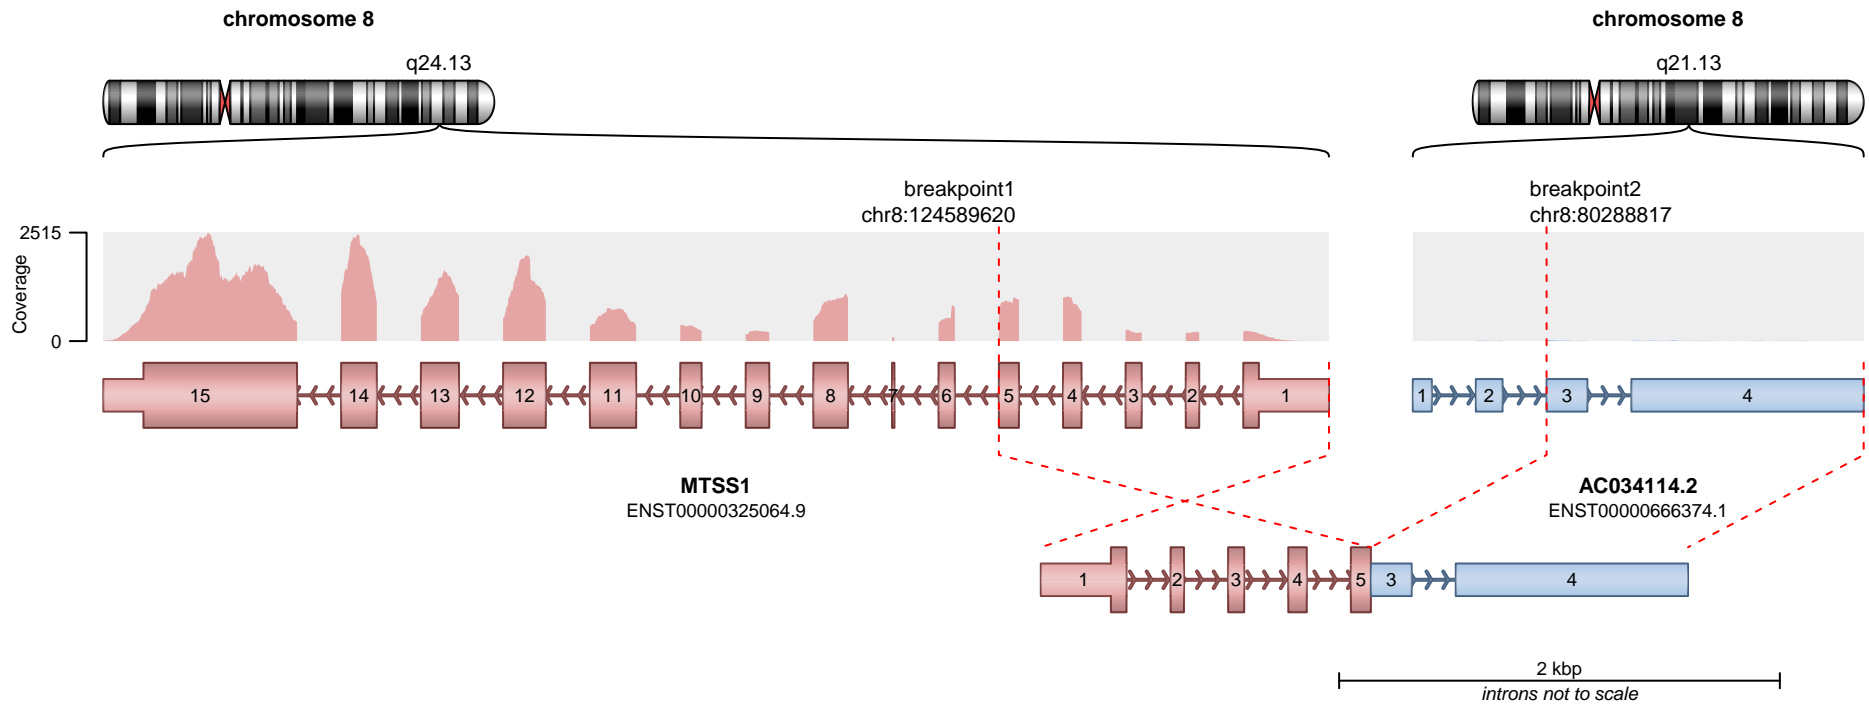 chromosome 8
chromosome 8
q24.13
q21.13
breakpoint1
chr8:124589620
breakpoint2
chr8:80288817
2515
Coverage
0
15 14 13 12 11 10 9 8 7 6 5 4 3 2 1
1 2 3 4
MTSS1
ENST00000325064.9
AC034114.2
ENST00000666374.1
1 2 3 4 5 3 4
2 kbp
introns not to scale